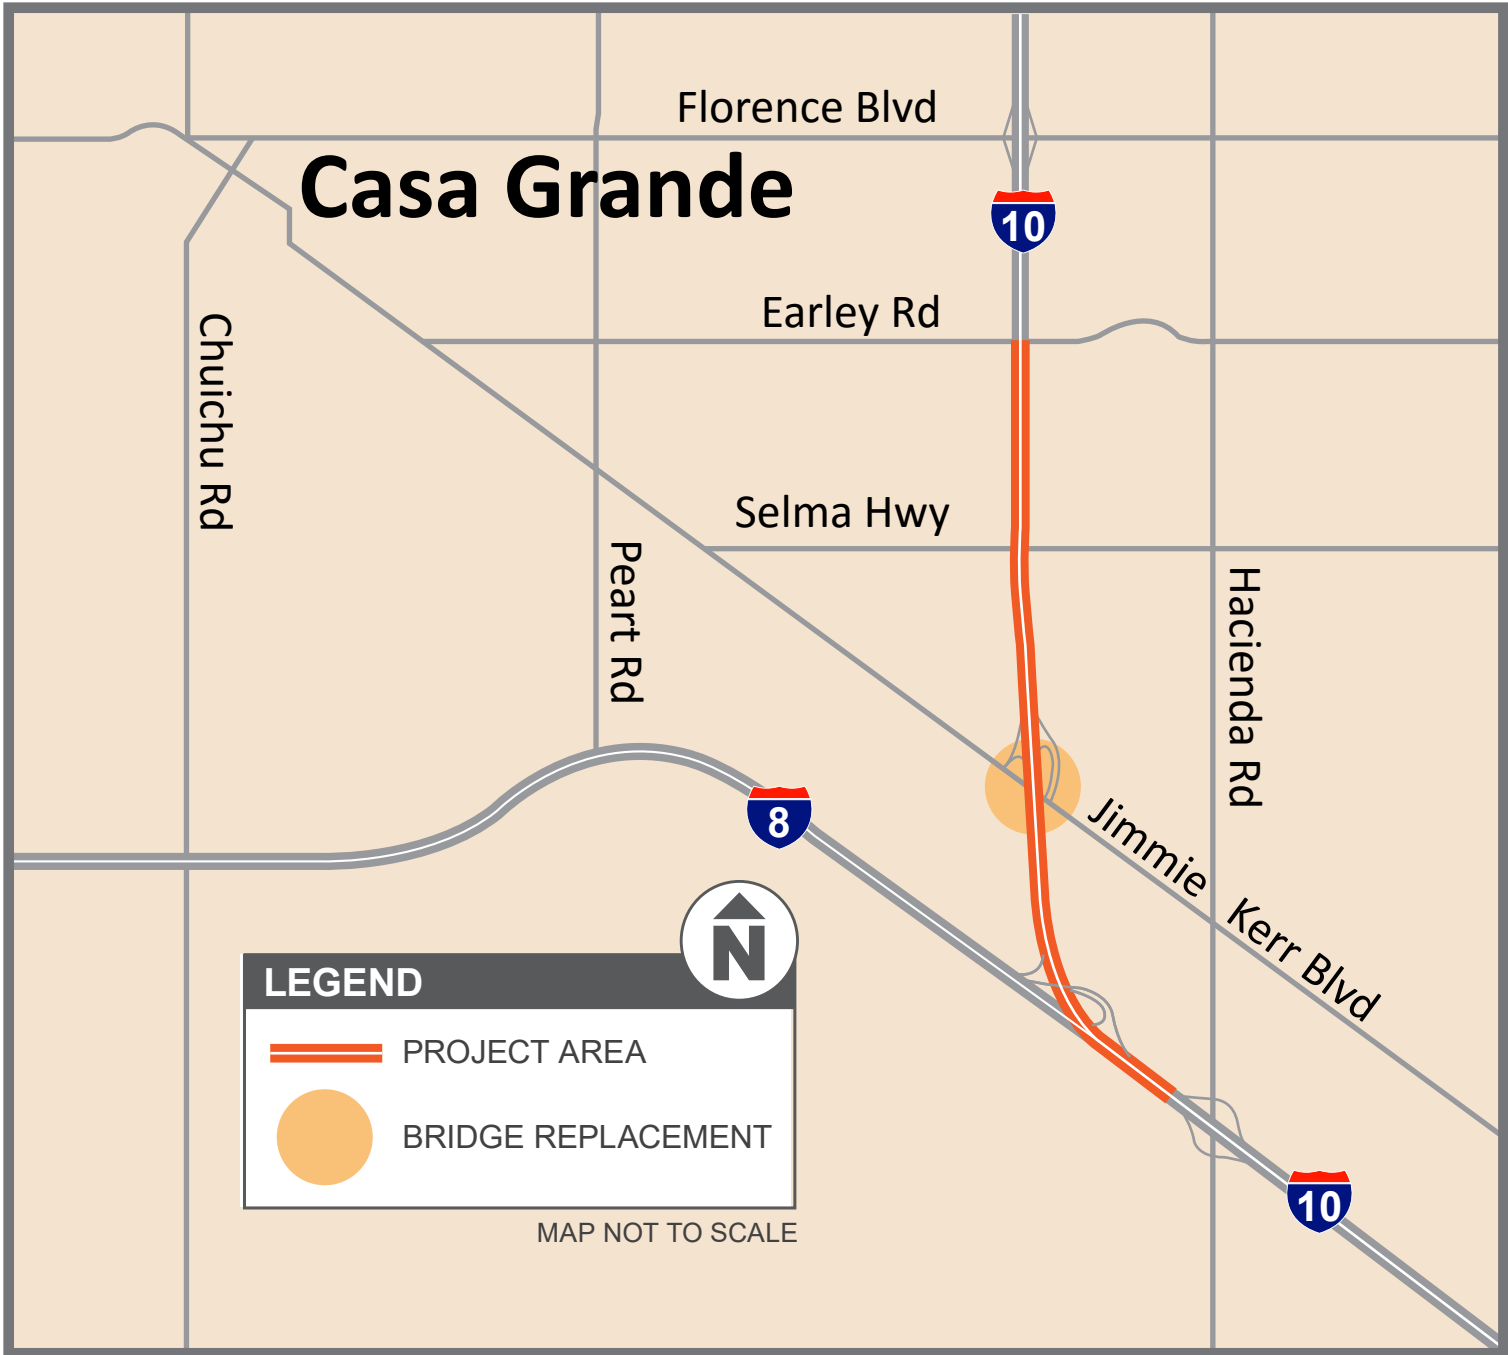 Florence Blvd
Casa Grande
10
Earley Rd
Chuichu Rd
Selma Hwy
Peart Rd
Hacienda Rd
8
Jimmie Kerr Blvd
N
LEGEND
PROJECT AREA
BRIDGE REPLACEMENT
10
MAP NOT TO SCALE